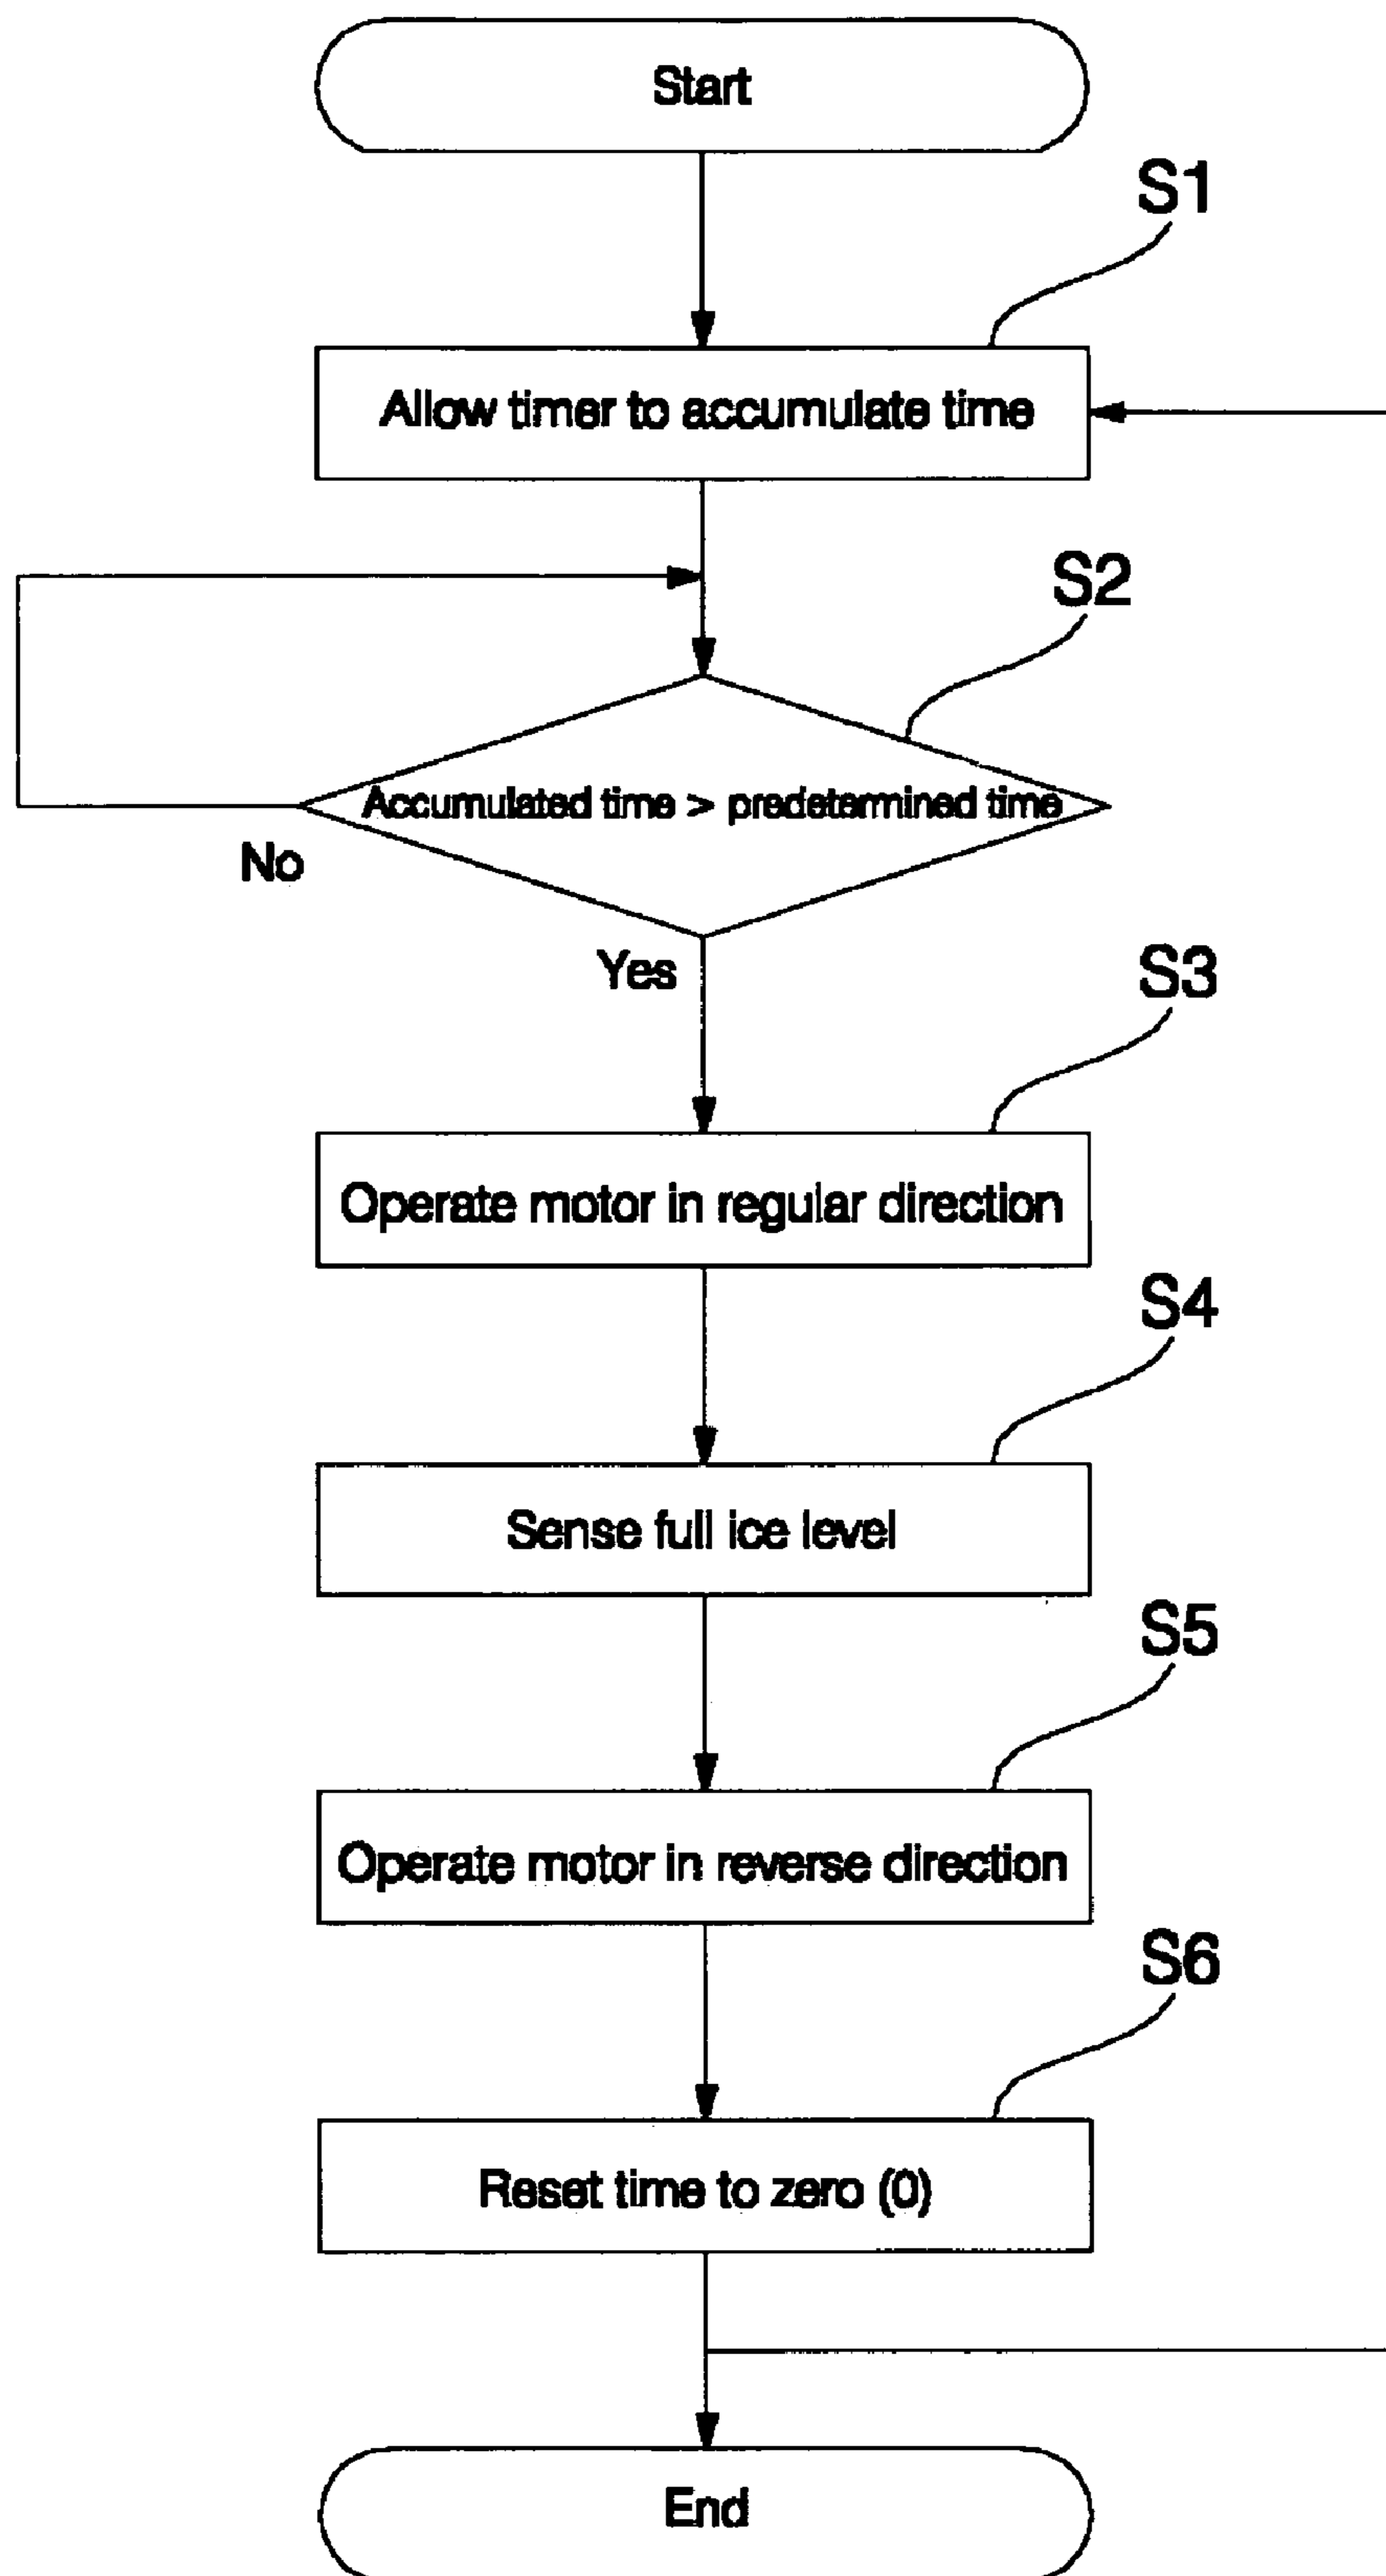 Start
S1
Allow timer to accumulate time
S2
Accumulated time > predetermined time
No
Yes
S3
Operate motor in regular direction
S4
Sense full ice level
S5
Operate motor in reverse direction
S6
Reset time to zero (0)
End